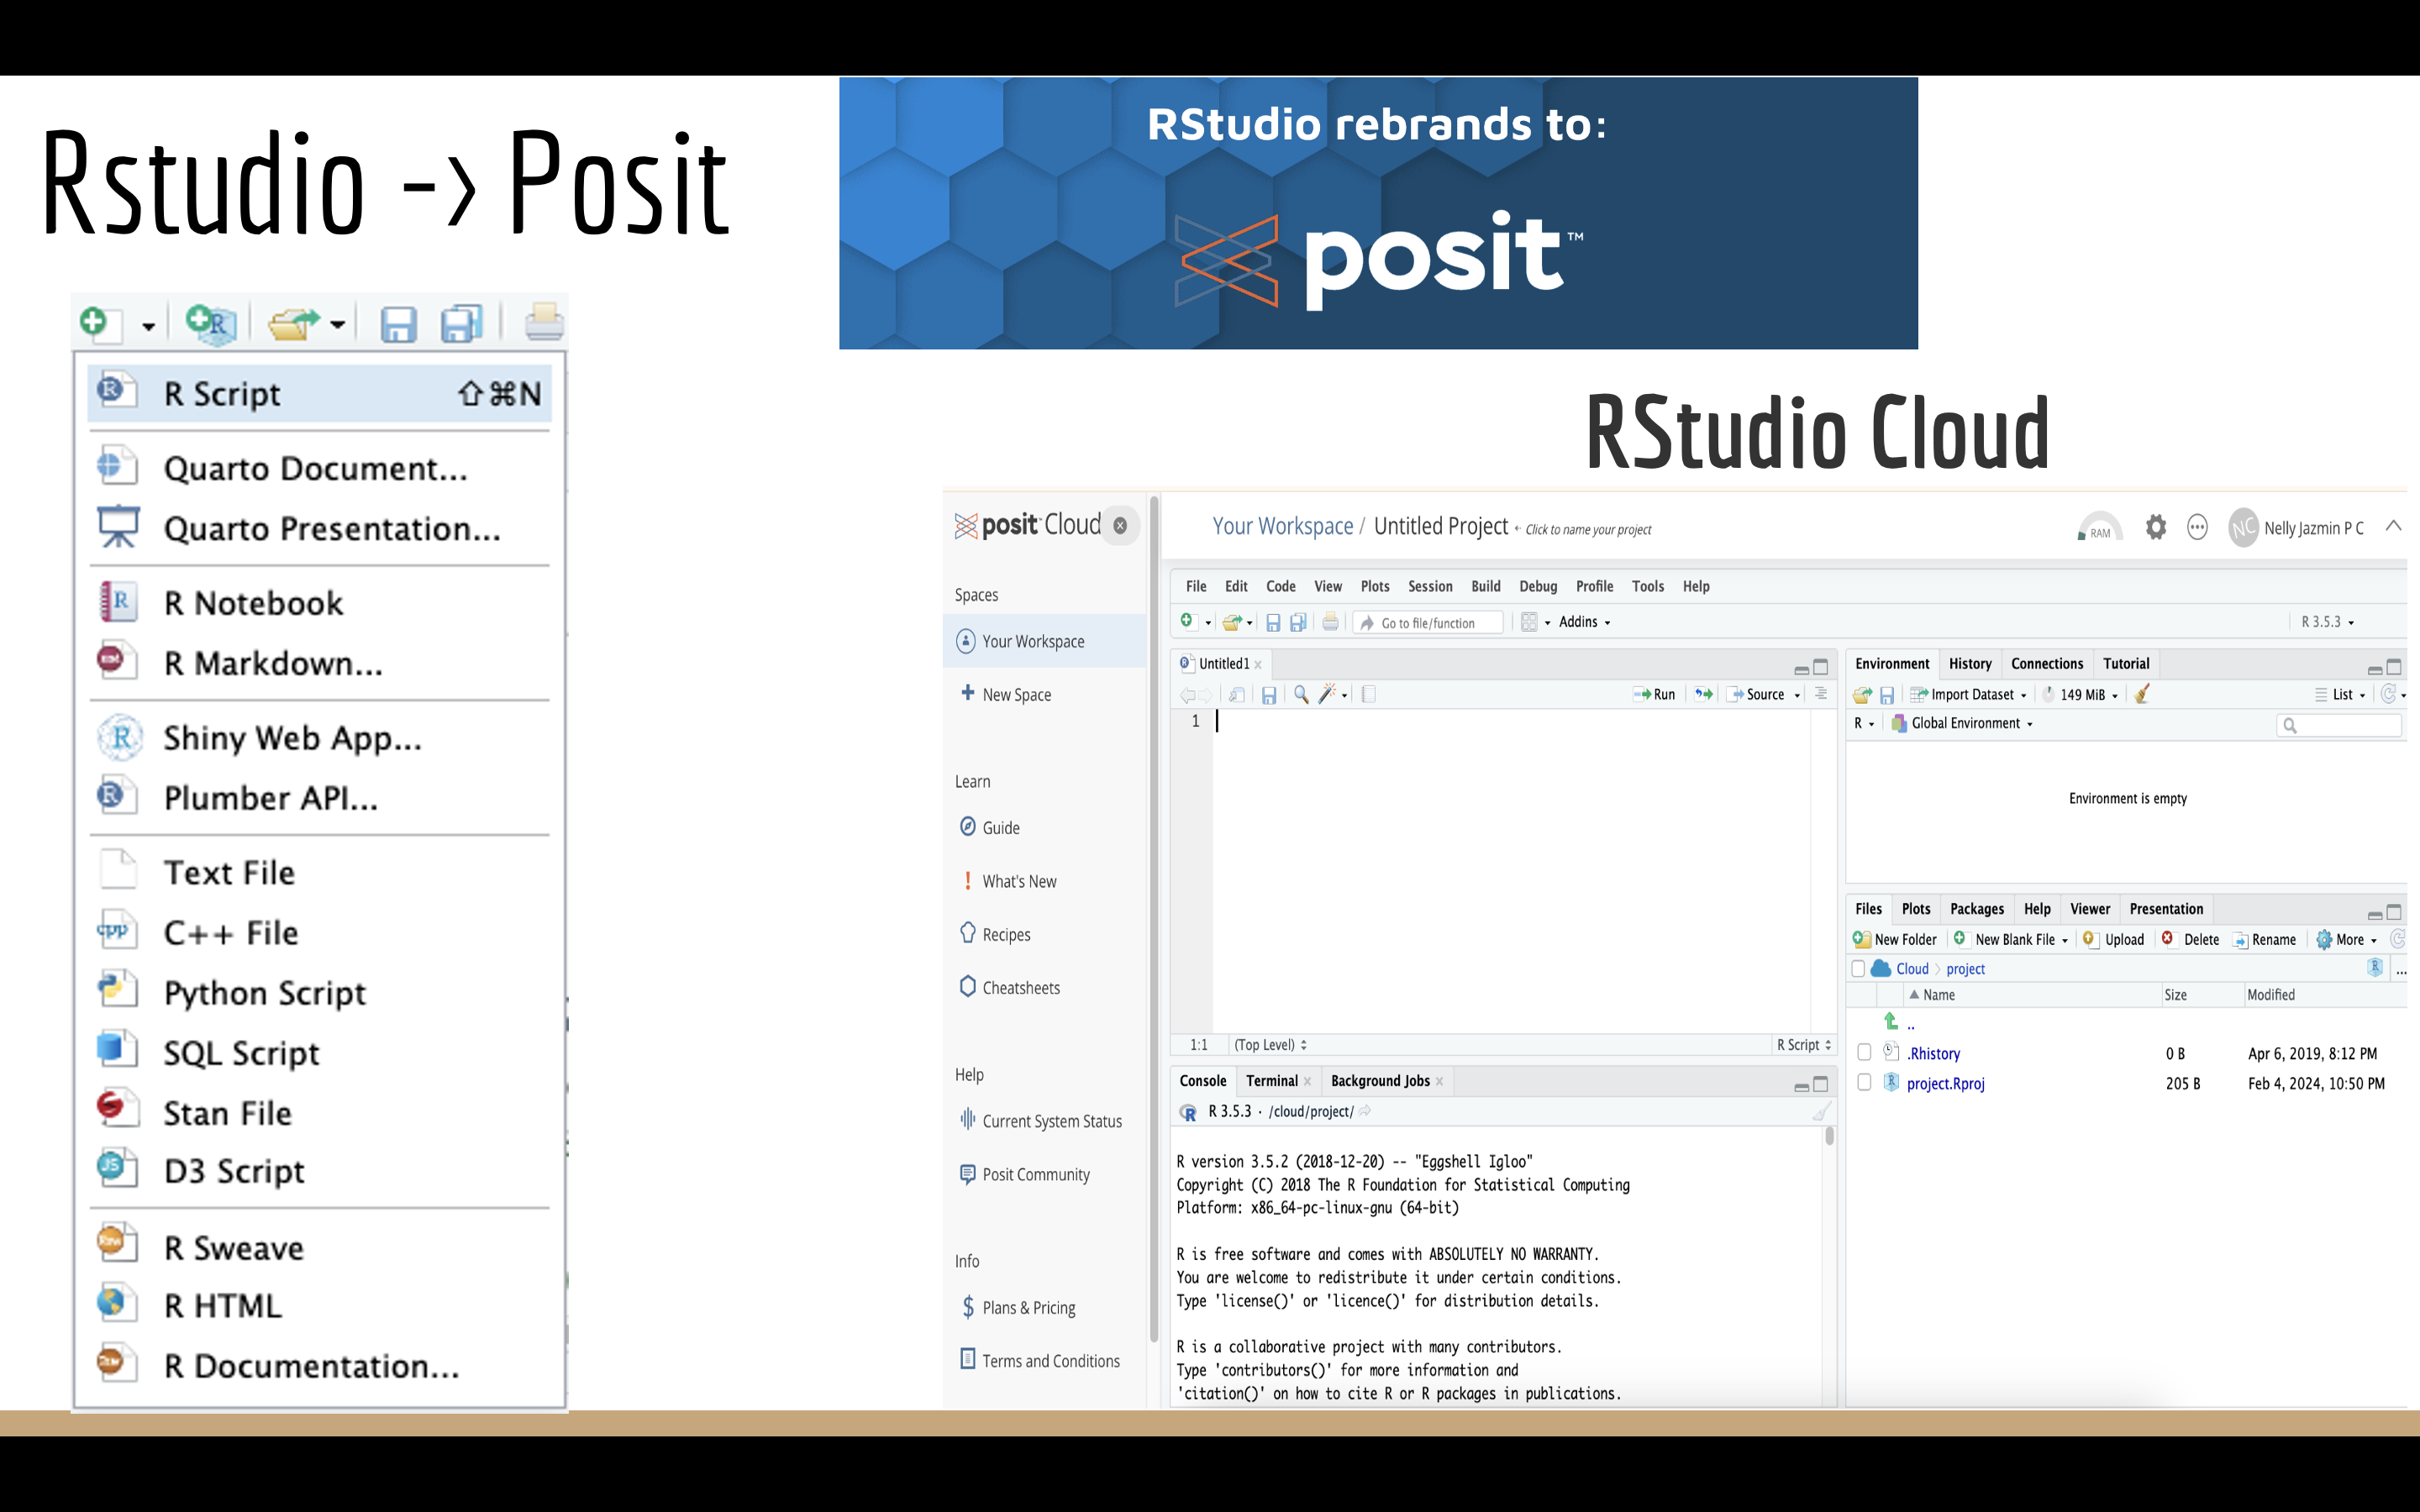 Rstudio -> Posit
RStudio rebrands to:
posit™
R Script ⇧⌘N
Quarto Document...
Quarto Presentation...
R Notebook
R Markdown...
Shiny Web App...
Plumber API...
Text File
C++ File
Python Script
SQL Script
Stan File
D3 Script
R Sweave
R HTML
R Documentation...
RStudio Cloud
posit Cloud
Spaces
Your Workspace
New Space
Learn
Guide
What's New
Recipes
Cheatsheets
Help
Current System Status
Posit Community
Info
Plans & Pricing
Terms and Conditions
Your Workspace / Untitled Project ← Click to name your project
RAM
NC Nelly Jazmin P C
File Edit Code View Plots Session Build Debug Profile Tools Help
Go to file/function Addins
R 3.5.3
Untitled1
Run Source
1
1:1 (Top Level) R Script
Console Terminal Background Jobs
R 3.5.3 · /cloud/project/
R version 3.5.2 (2018-12-20) -- "Eggshell Igloo"
Copyright (C) 2018 The R Foundation for Statistical Computing
Platform: x86_64-pc-linux-gnu (64-bit)
R is free software and comes with ABSOLUTELY NO WARRANTY.
You are welcome to redistribute it under certain conditions.
Type 'license()' or 'licence()' for distribution details.
R is a collaborative project with many contributors.
Type 'contributors()' for more information and
'citation()' on how to cite R or R packages in publications.
Environment History Connections Tutorial
Import Dataset 149 MiB List
R Global Environment
Environment is empty
Files Plots Packages Help Viewer Presentation
New Folder New Blank File Upload Delete Rename More
Cloud project
Name Size Modified
..
.Rhistory 0 B Apr 6, 2019, 8:12 PM
project.Rproj 205 B Feb 4, 2024, 10:50 PM